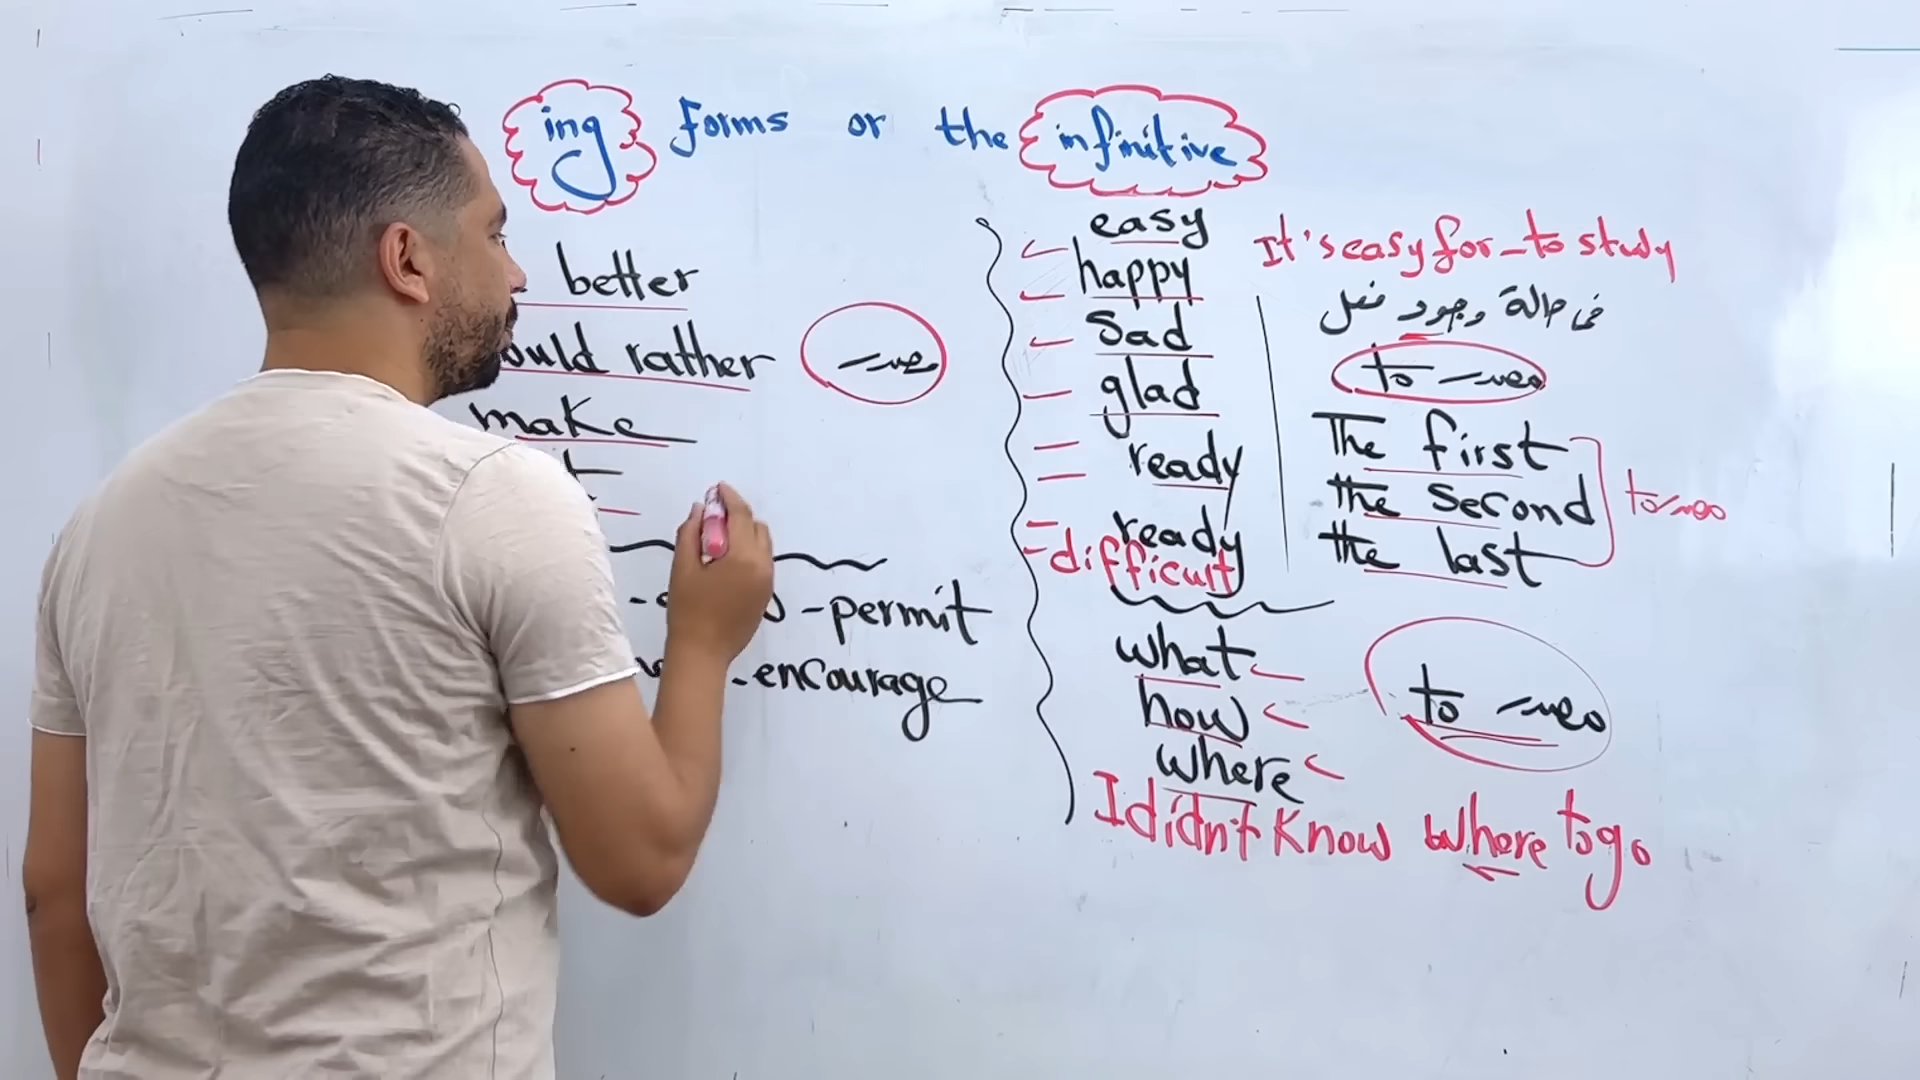 ing forms or the infinitive
better
ould rather مصدر
make
- permit
- encourage
easy
happy
sad
glad
ready
ready
difficult
It's easy for _ to study
فى حالة وجود فعل
to مصدر
The first
the second
the last
to مصدر
what
how
where
to مصدر
I didn't know where to go